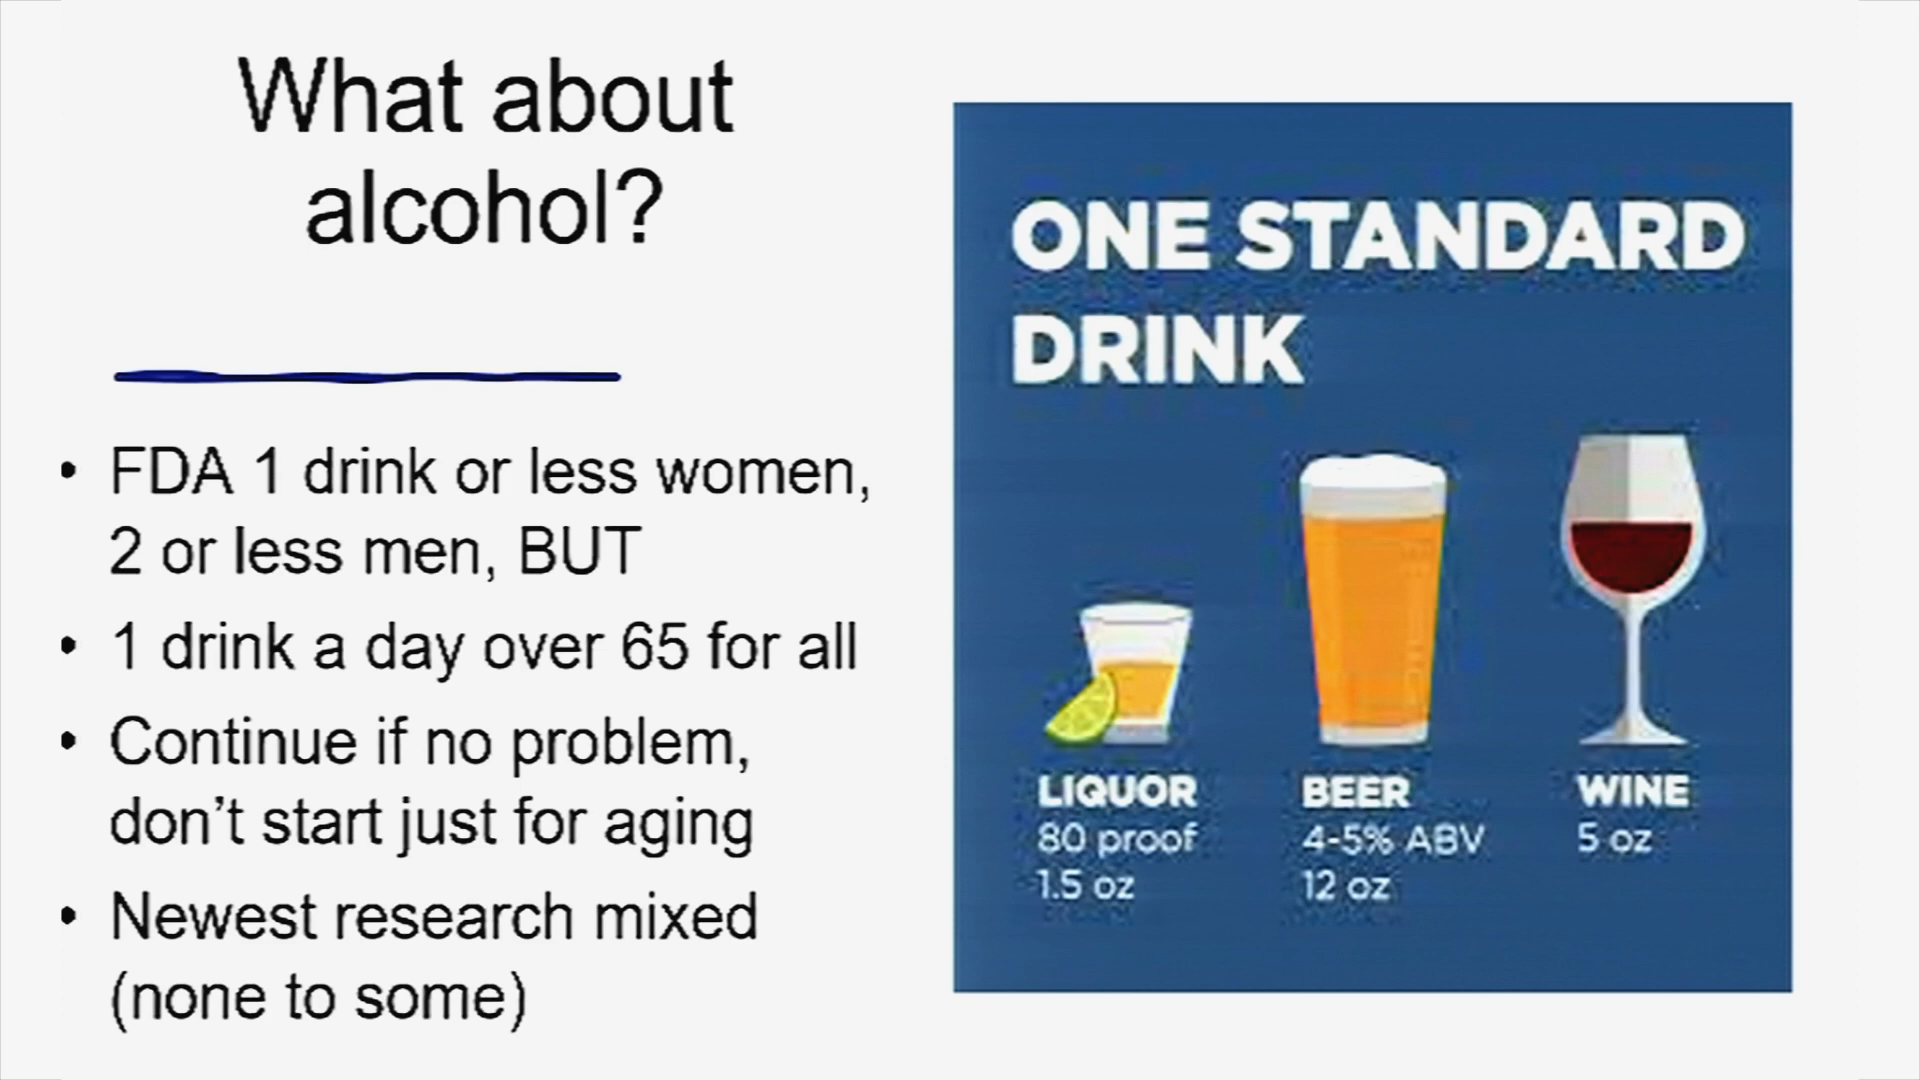 What about
alcohol?
• FDA 1 drink or less women,
2 or less men, BUT
• 1 drink a day over 65 for all
• Continue if no problem,
don't start just for aging
• Newest research mixed
(none to some)
ONE STANDARD
DRINK
LIQUOR
80 proof
1.5 oz
BEER
4-5% ABV
12 oz
WINE
5 oz